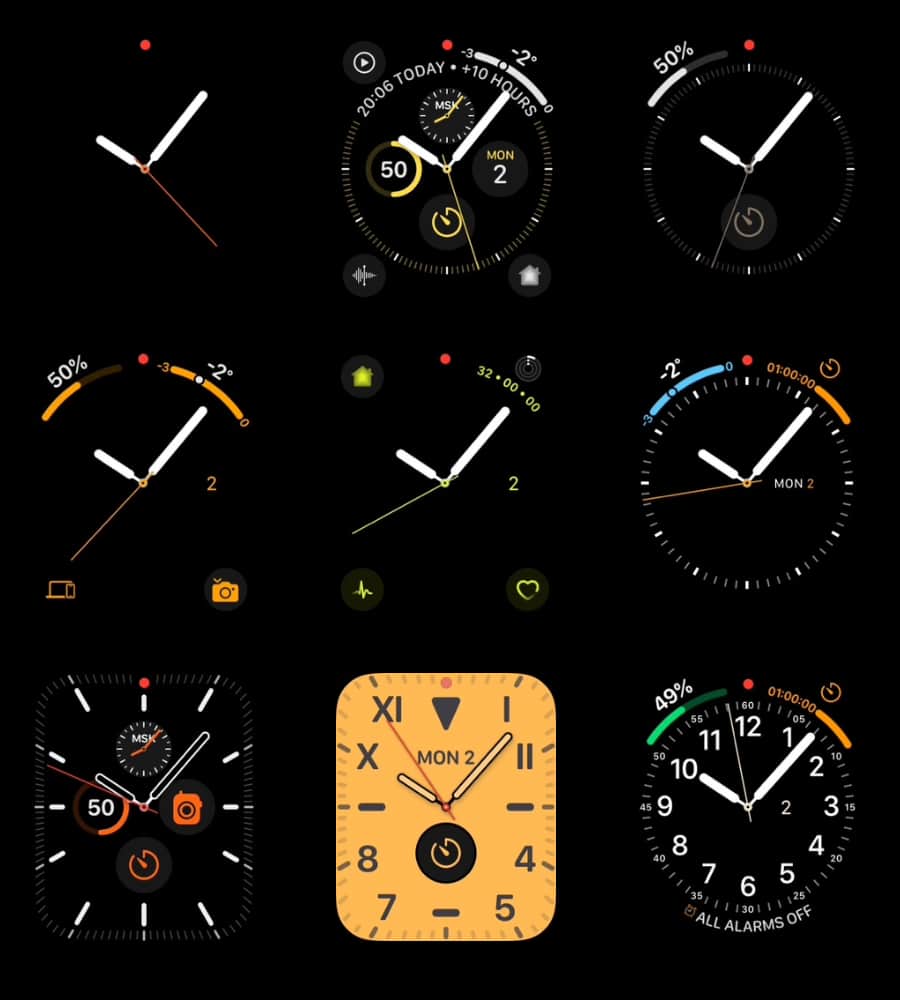 -3 -2° 0
20:06 TODAY • +10 HOURS
MSK
50
MON
2
50%
50%
-3 -2° 0
2
32 • 00 • 00
2
-3 -2° 0
01:00:00
MON 2
MSK
50
XI I
X II
MON 2
8 4
7 5
49%
01:00:00
60 05 10 15 20 25 30 35 40 45 50 55
12 1 2 3 4 5 6 7 8 9 10 11
2
ALL ALARMS OFF